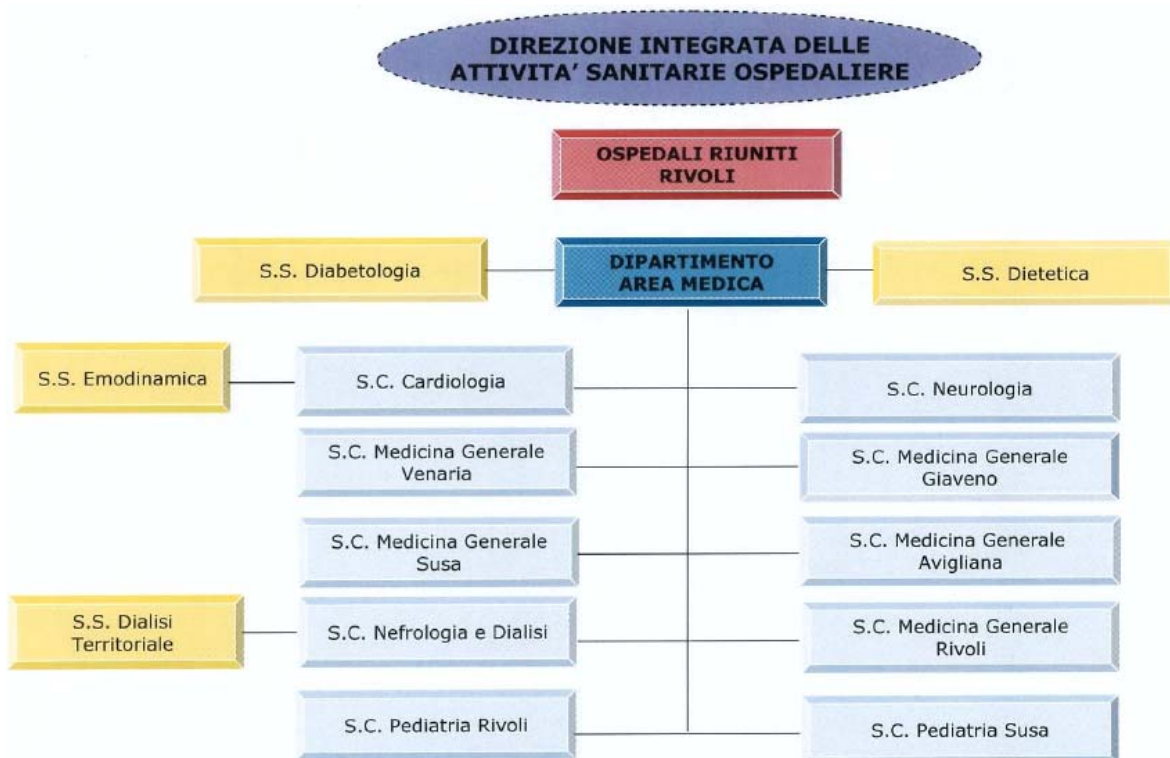 DIREZIONE INTEGRATA DELLE
ATTIVITA' SANITARIE OSPEDALIERE
OSPEDALI RIUNITI
RIVOLI
S.S. Diabetologia
DIPARTIMENTO
AREA MEDICA
S.S. Dietetica
S.S. Emodinamica
S.C. Cardiologia
S.C. Neurologia
S.C. Medicina Generale
Venaria
S.C. Medicina Generale
Giaveno
S.C. Medicina Generale
Susa
S.C. Medicina Generale
Avigliana
S.S. Dialisi
Territoriale
S.C. Nefrologia e Dialisi
S.C. Medicina Generale
Rivoli
S.C. Pediatria Rivoli
S.C. Pediatria Susa